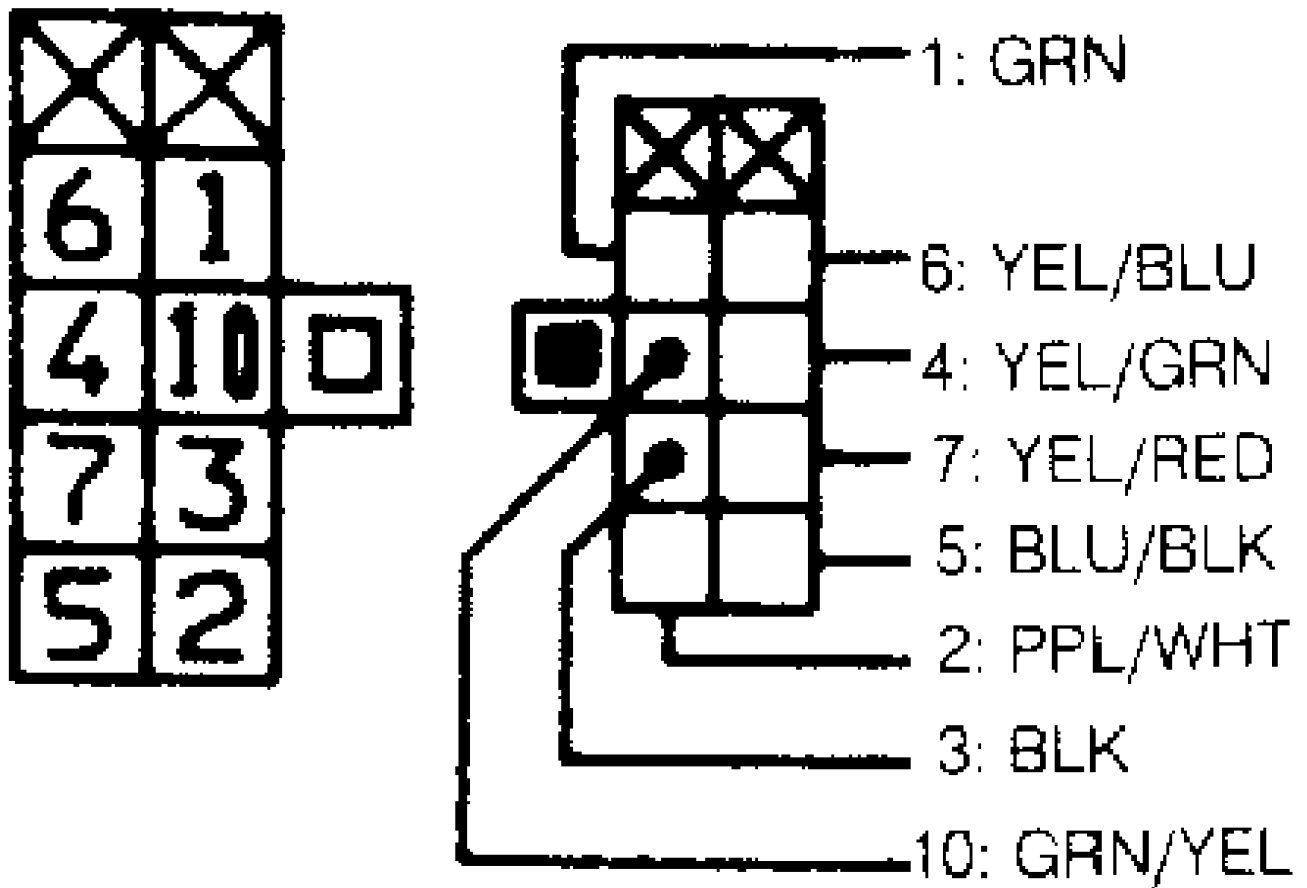 6 1
4 10
7 3
5 2
1: GRN
6: YEL/BLU
4: YEL/GRN
7: YEL/RED
5: BLU/BLK
2: PPL/WHT
3: BLK
10: GRN/YEL